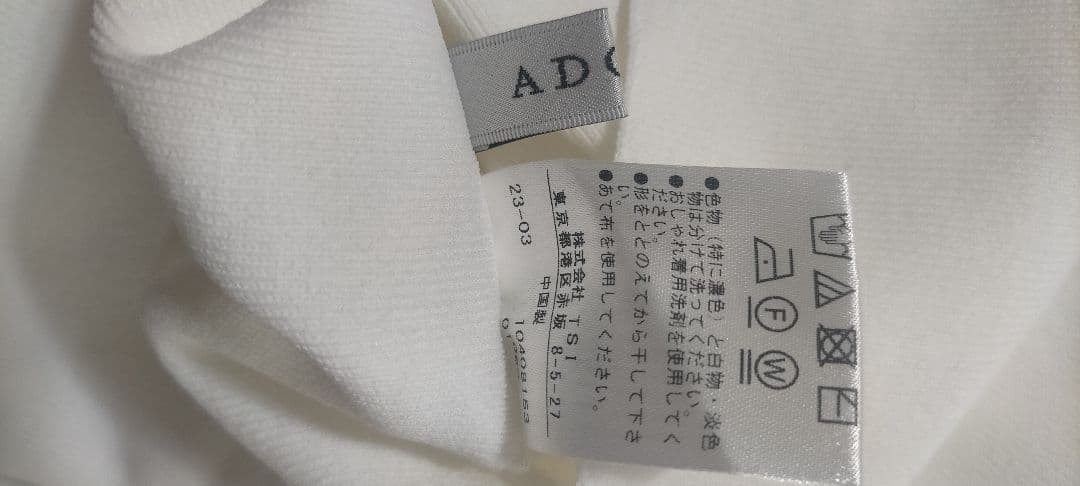 AD
F
W
●色物（特に濃色）と白物・淡色
物は分けて洗ってください。
●おしゃれ着用洗剤を使用してく
ださい。
●形をととのえてから干して下さ
い。
●あて布を使用してください。
株式会社 TSI
東京都港区赤坂 8-5-27
中国製
23-03